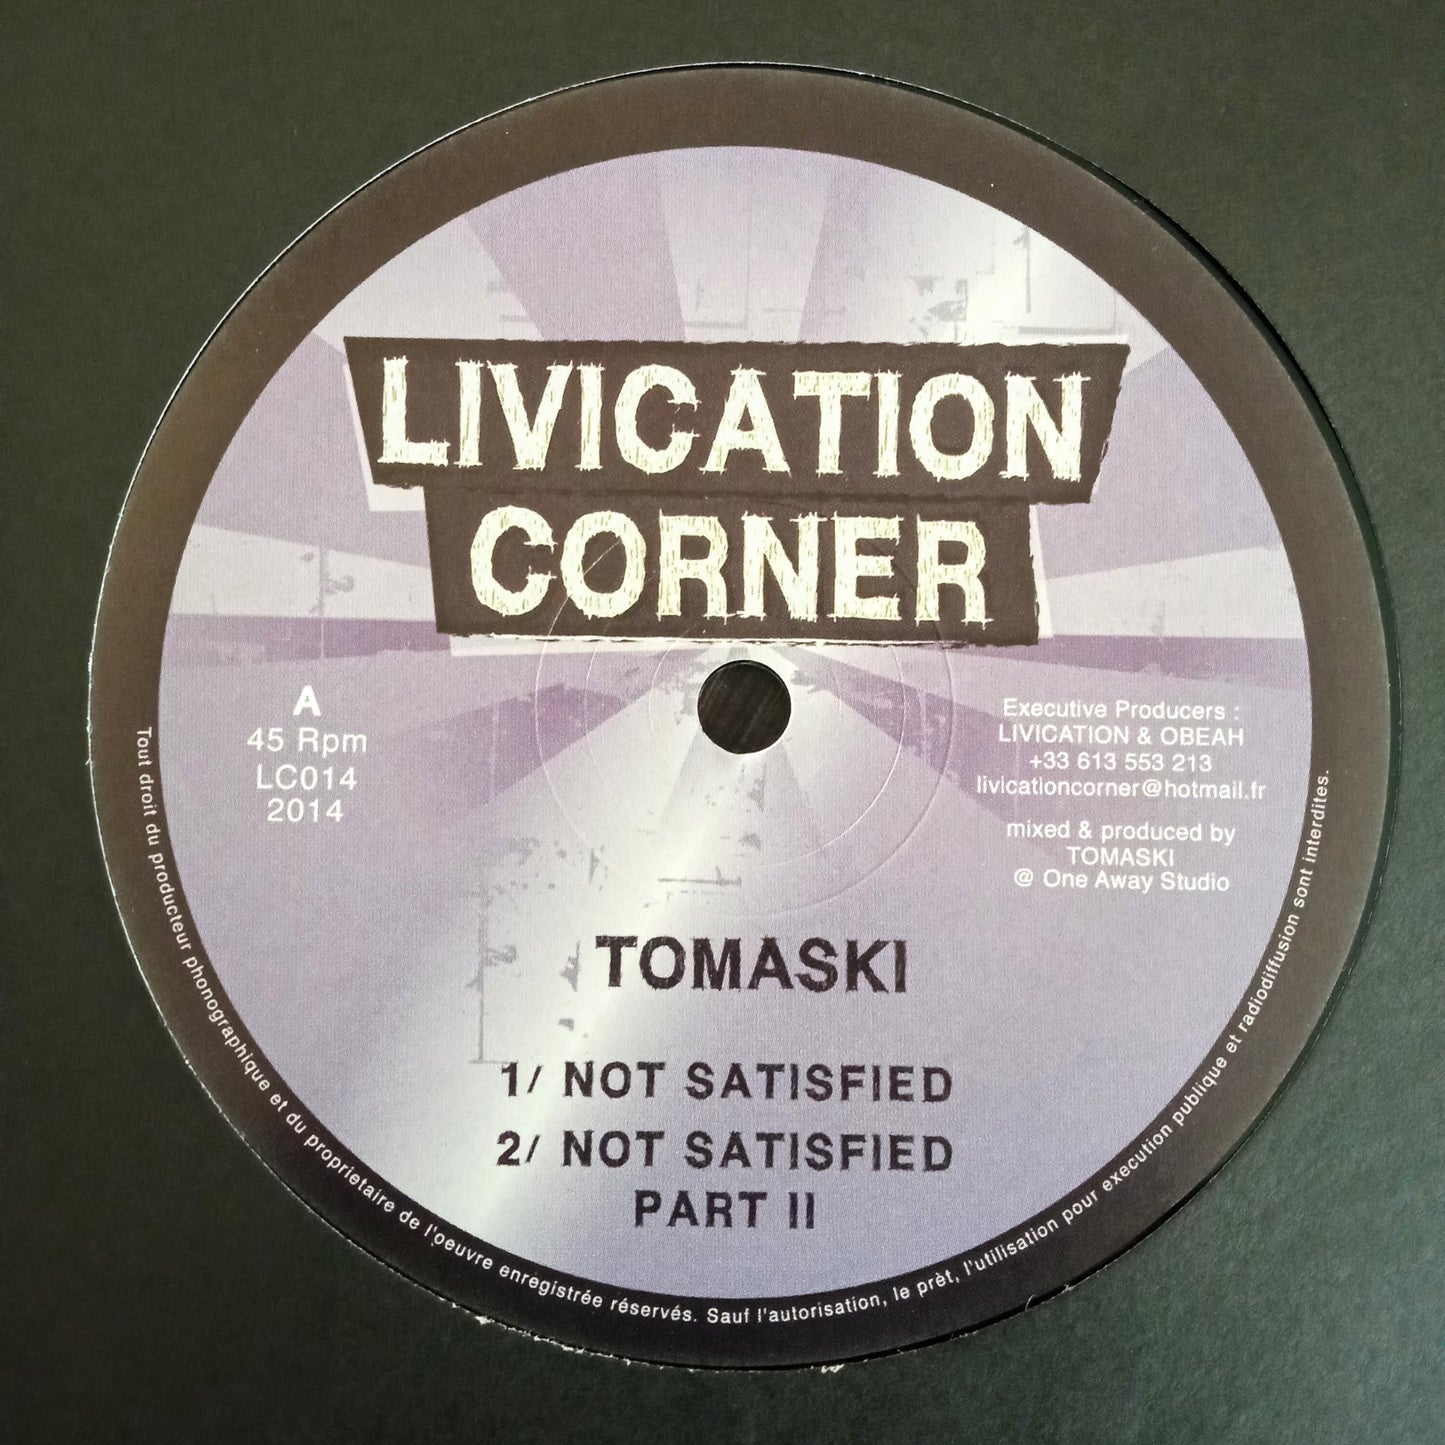 LIVICATION
CORNER
A
45 Rpm
LC014
2014
Executive Producers :
LIVICATION & OBEAH
+33 613 553 213
livicationcorner@hotmail.fr
mixed & produced by
TOMASKI
@ One Away Studio
TOMASKI
1/ NOT SATISFIED
2/ NOT SATISFIED
PART II
Tout droit du producteur phonographique et du proprietaire de l'oeuvre enregistrée réservés. Sauf l'autorisation, le prèt, l'utilisation pour execution publique et radiodiffusion sont interdites.